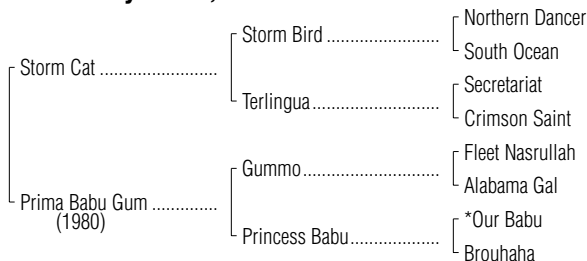 Northern Dancer
Storm Bird ........................
South Ocean
Storm Cat ........................
Secretariat
Terlingua ........................
Crimson Saint
Fleet Nasrullah
Gummo ........................
Alabama Gal
Prima Babu Gum .............
(1980)
*Our Babu
Princess Babu ..................
Brouhaha